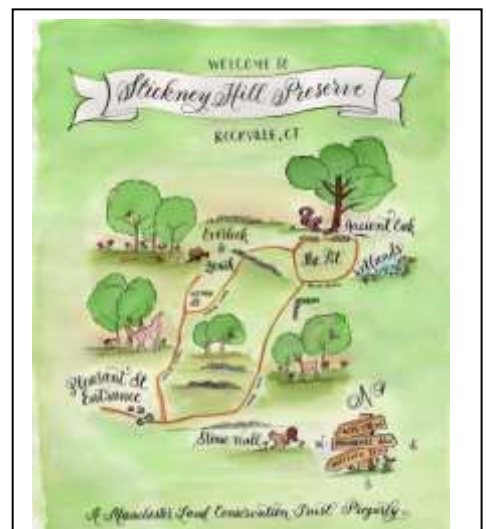 WELCOME to
Stickney Hill Preserve
ROCKVILLE, CT
Ancient Oak
Overlook
&
Bench
The Pit
Wetlands
Pleasant St
Entrance
Stone Wall
N
A Manchester Land Conservation Trust Property